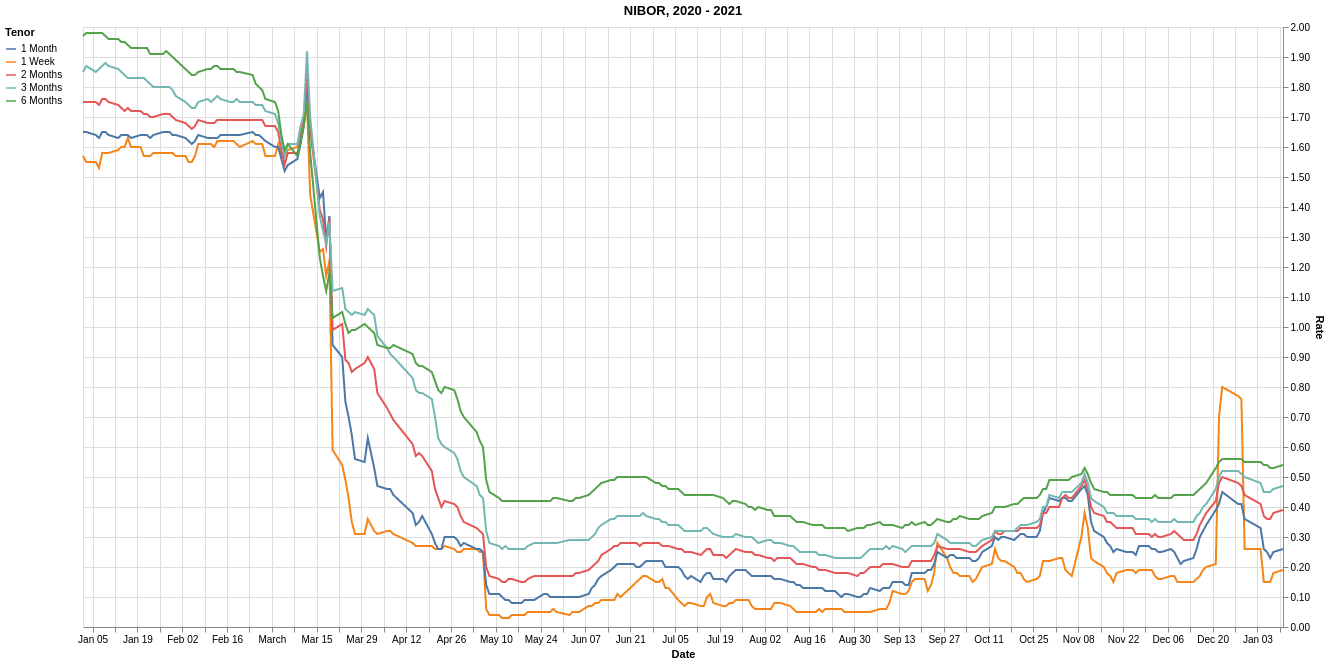 NIBOR, 2020 - 2021
Tenor
1 Month
1 Week
2 Months
3 Months
6 Months
2.00
1.90
1.80
1.70
1.60
1.50
1.40
1.30
1.20
1.10
1.00
0.90
0.80
0.70
0.60
0.50
0.40
0.30
0.20
0.10
0.00
Rate
Jan 05 Jan 19 Feb 02 Feb 16 March Mar 15 Mar 29 Apr 12 Apr 26 May 10 May 24 Jun 07 Jun 21 Jul 05 Jul 19 Aug 02 Aug 16 Aug 30 Sep 13 Sep 27 Oct 11 Oct 25 Nov 08 Nov 22 Dec 06 Dec 20 Jan 03
Date